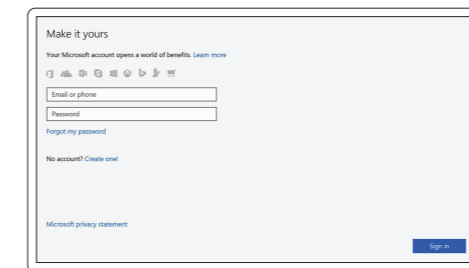 Make it yours
Your Microsoft account opens a world of benefits. Learn more
Email or phone
Password
Forgot my password
No account? Create one!
Microsoft privacy statement
Sign in